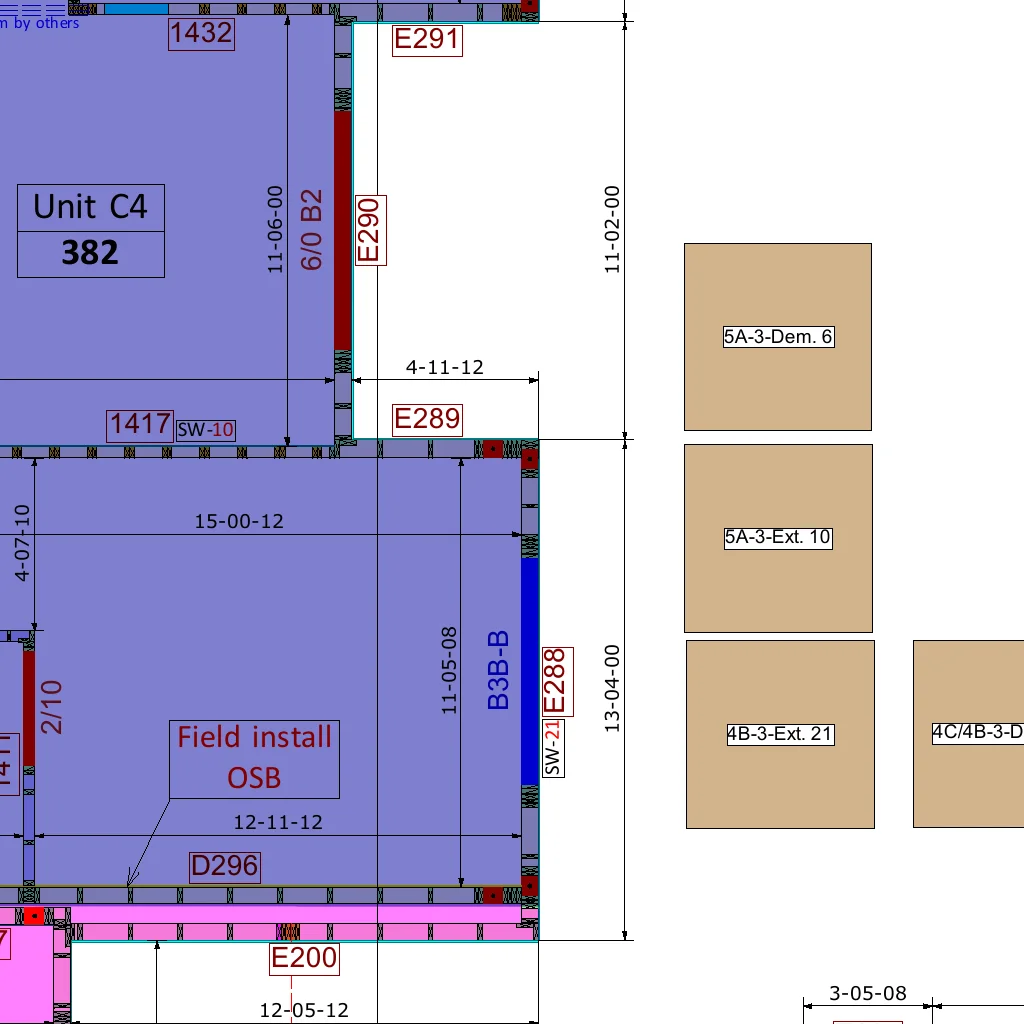 m by others
1432
E291
Unit C4
382
11-06-00
6/0 B2
E290
11-02-00
5A-3-Dem. 6
4-11-12
1417
SW-10
E289
4-07-10
15-00-12
5A-3-Ext. 10
11-05-08
B3B-B
E288
SW-21
13-04-00
2/10
Field install
OSB
4B-3-Ext. 21
4C/4B-3-D
12-11-12
D296
E200
12-05-12
3-05-08